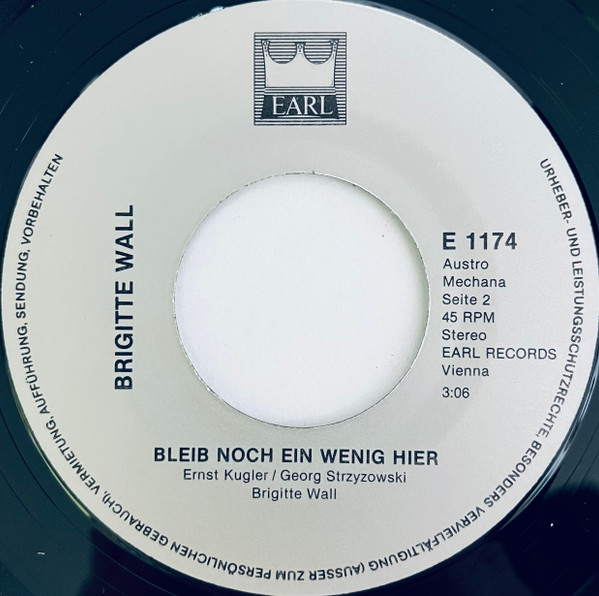 EARL
BRIGITTE WALL
E 1174
Austro
Mechana
Seite 2
45 RPM
Stereo
EARL RECORDS
Vienna
3:06
BLEIB NOCH EIN WENIG HIER
Ernst Kugler / Georg Strzyzowski
Brigitte Wall
URHEBER- UND LEISTUNGSSCHUTZRECHTE, BESONDERS VERVIELFÄLTIGUNG (AUSSER ZUM PERSÖNLICHEN GEBRAUCH), VERMIETUNG, AUFFÜHRUNG, SENDUNG, VORBEHALTEN